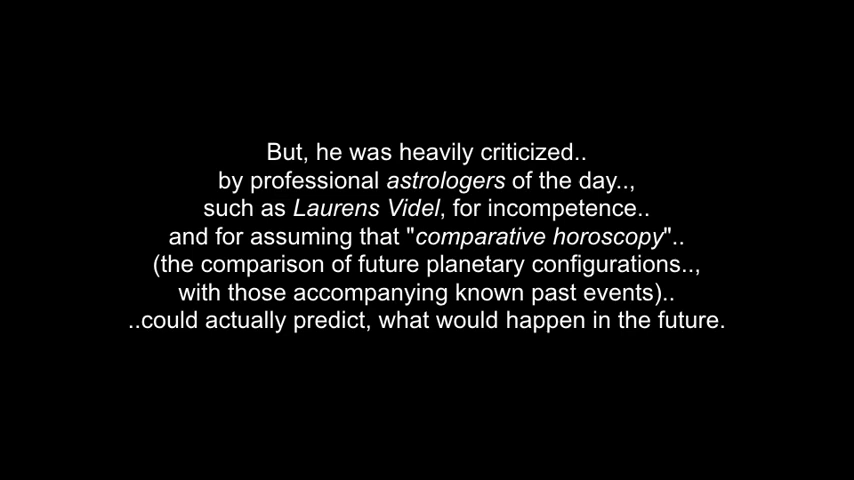 But, he was heavily criticized..
by professional astrologers of the day..,
such as Laurens Videl, for incompetence..
and for assuming that "comparative horoscopy"..
(the comparison of future planetary configurations..,
with those accompanying known past events)..
..could actually predict, what would happen in the future.